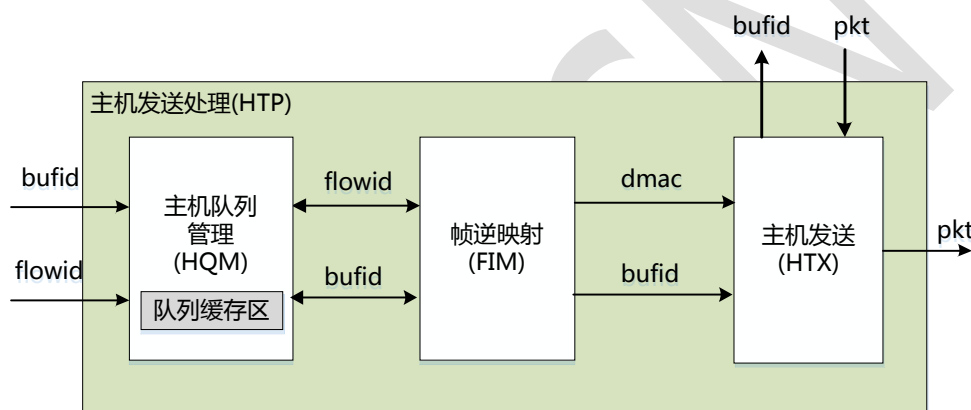 bufid pkt
主机发送处理(HTP)
bufid
flowid
主机队列
管理
(HQM)
队列缓存区
flowid
bufid
帧逆映射
(FIM)
dmac
bufid
主机发送
(HTX)
pkt